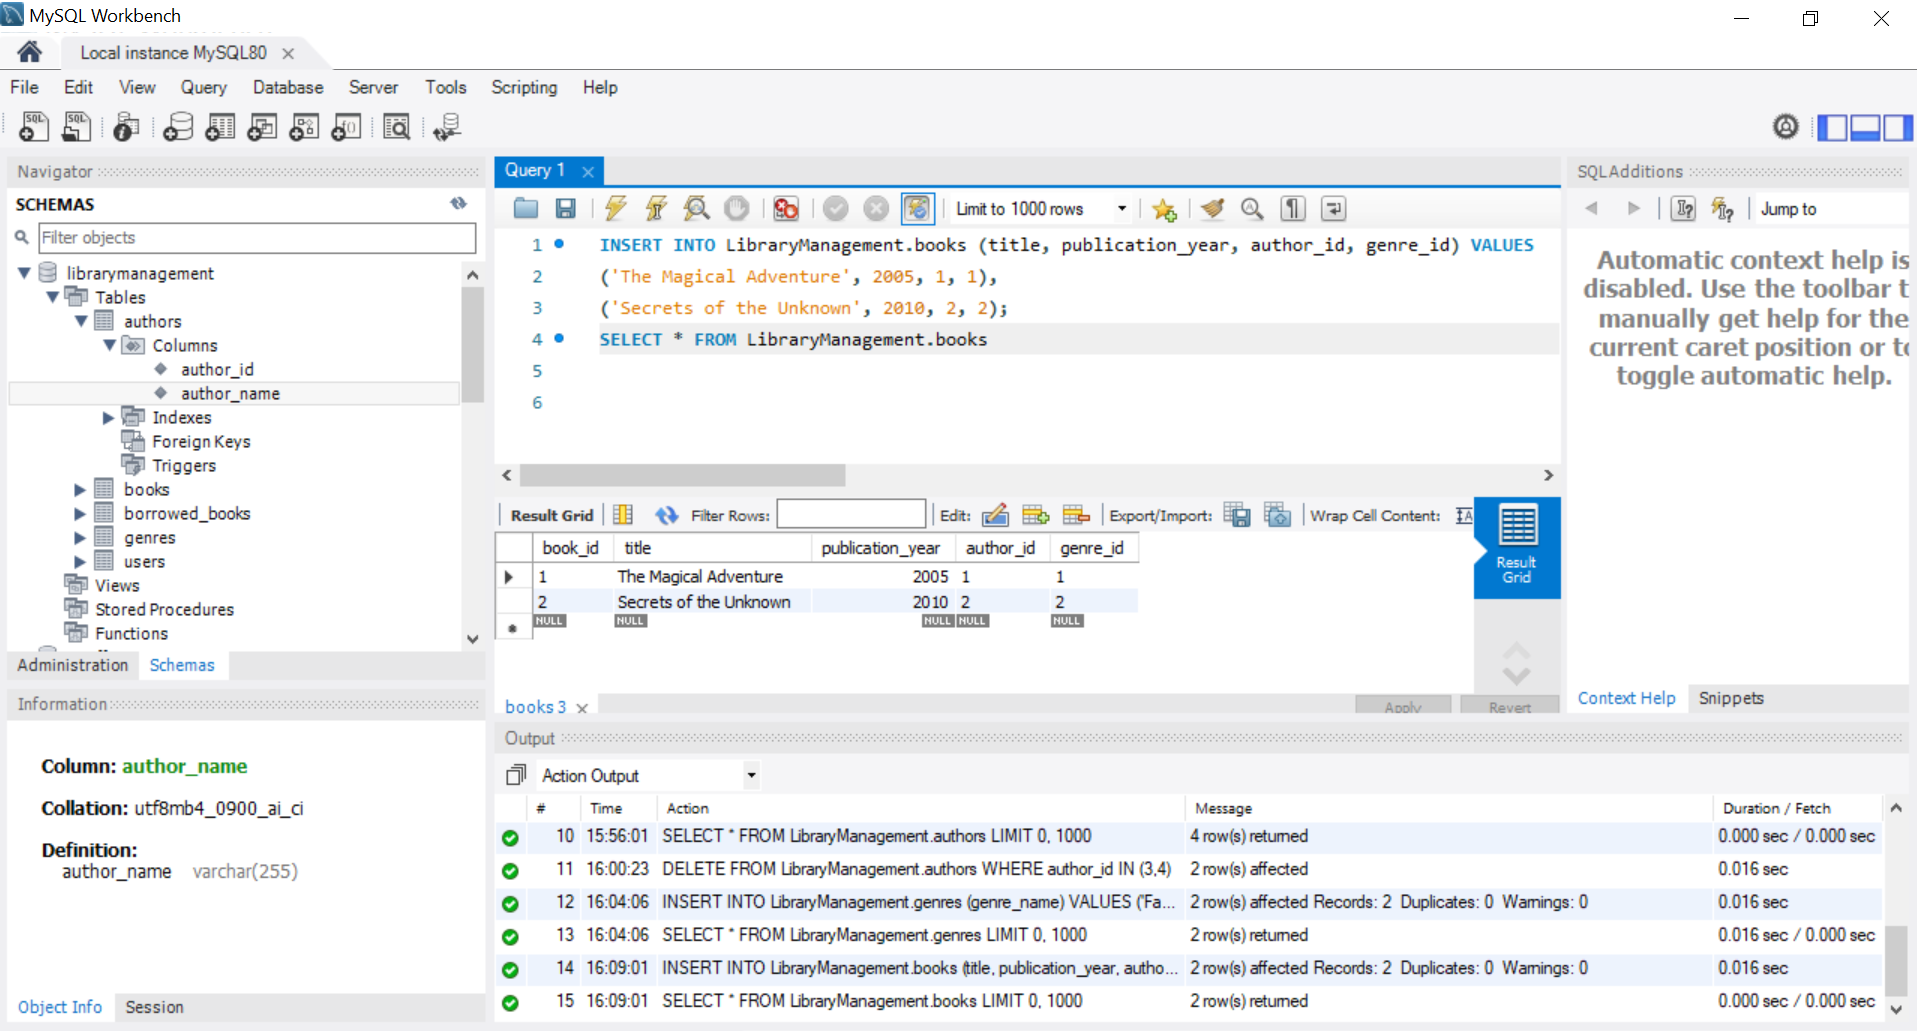 MySQL Workbench
Local instance MySQL80
File Edit View Query Database Server Tools Scripting Help
Navigator
SCHEMAS
Filter objects
librarymanagement
Tables
authors
Columns
author_id
author_name
Indexes
Foreign Keys
Triggers
books
borrowed_books
genres
users
Views
Stored Procedures
Functions
Administration Schemas
Information
Column: author_name
Collation: utf8mb4_0900_ai_ci
Definition:
author_name varchar(255)
Object Info Session
Query 1
Limit to 1000 rows
1 INSERT INTO LibraryManagement.books (title, publication_year, author_id, genre_id) VALUES
2 ('The Magical Adventure', 2005, 1, 1),
3 ('Secrets of the Unknown', 2010, 2, 2);
4 SELECT * FROM LibraryManagement.books
5
6
Result Grid Filter Rows: Edit: Export/Import: Wrap Cell Content: IA
book_id title publication_year author_id genre_id
1 The Magical Adventure 2005 1 1
2 Secrets of the Unknown 2010 2 2
NULL NULL NULL NULL NULL
Result
Grid
books 3
Apply Revert
SQLAdditions
Jump to
Automatic context help is
disabled. Use the toolbar t
manually get help for the
current caret position or to
toggle automatic help.
Context Help Snippets
Output
Action Output
# Time Action Message Duration / Fetch
10 15:56:01 SELECT * FROM LibraryManagement.authors LIMIT 0, 1000 4 row(s) returned 0.000 sec / 0.000 sec
11 16:00:23 DELETE FROM LibraryManagement.authors WHERE author_id IN (3,4) 2 row(s) affected 0.016 sec
12 16:04:06 INSERT INTO LibraryManagement.genres (genre_name) VALUES ('Fa... 2 row(s) affected Records: 2 Duplicates: 0 Warnings: 0 0.016 sec
13 16:04:06 SELECT * FROM LibraryManagement.genres LIMIT 0, 1000 2 row(s) returned 0.016 sec / 0.000 sec
14 16:09:01 INSERT INTO LibraryManagement.books (title, publication_year, autho... 2 row(s) affected Records: 2 Duplicates: 0 Warnings: 0 0.016 sec
15 16:09:01 SELECT * FROM LibraryManagement.books LIMIT 0, 1000 2 row(s) returned 0.000 sec / 0.000 sec